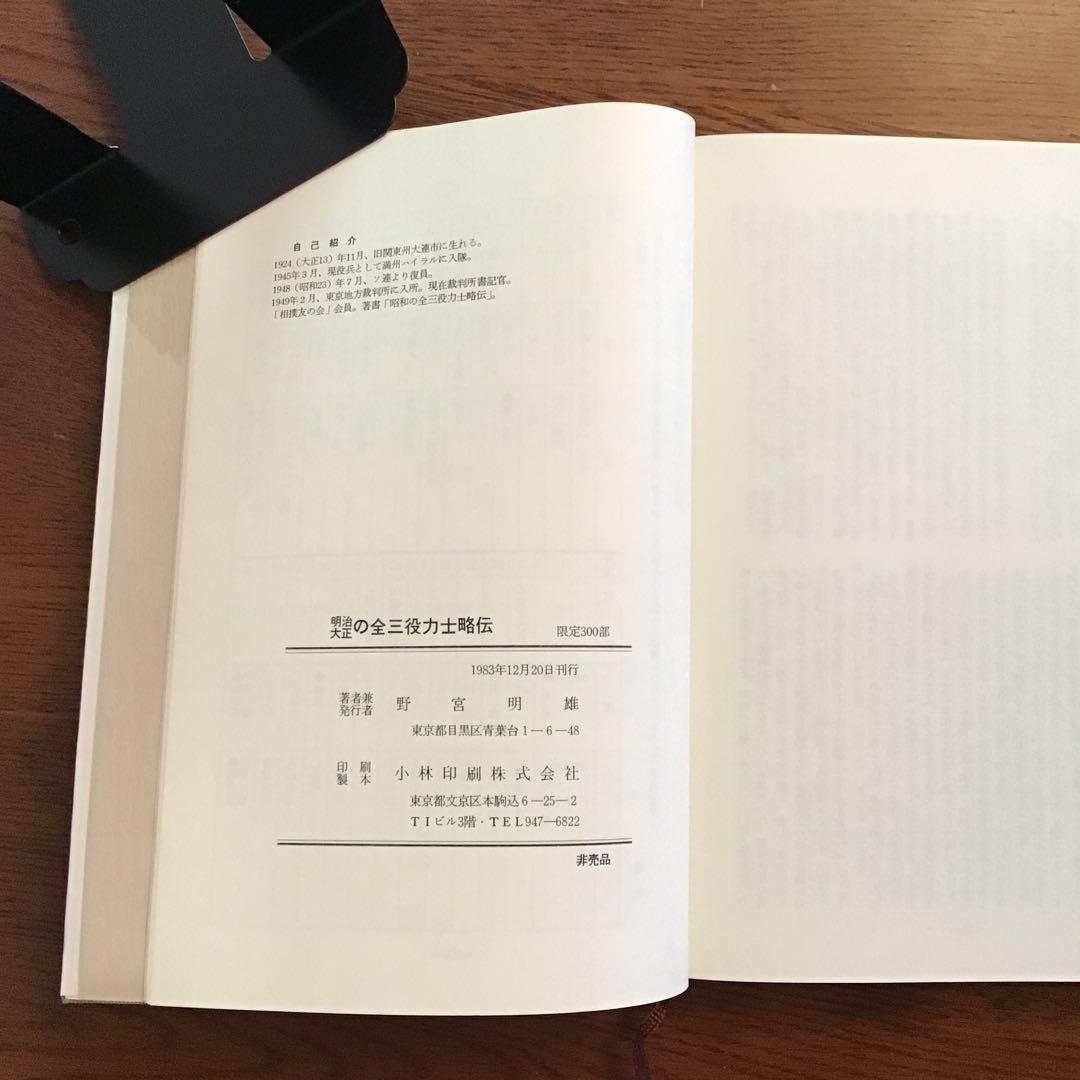 自己紹介
1924（大正13）年11月、旧関東州大連市に生れる。
1945年3月、現役兵として満州ハイラルに入隊。
1948（昭和23）年7月、ソ連より復員。
1949年2月、東京地方裁判所に入所。現在裁判所書記官。
「相撲友の会」会員。著書「昭和の全三役力士略伝」。
明治大正の全三役力士略伝 限定300部
1983年12月20日刊行
著者兼発行者 野宮明雄
東京都目黒区青葉台1―6―48
印刷製本 小林印刷株式会社
東京都文京区本駒込6―25―2
TIビル3階・TEL947―6822
非売品